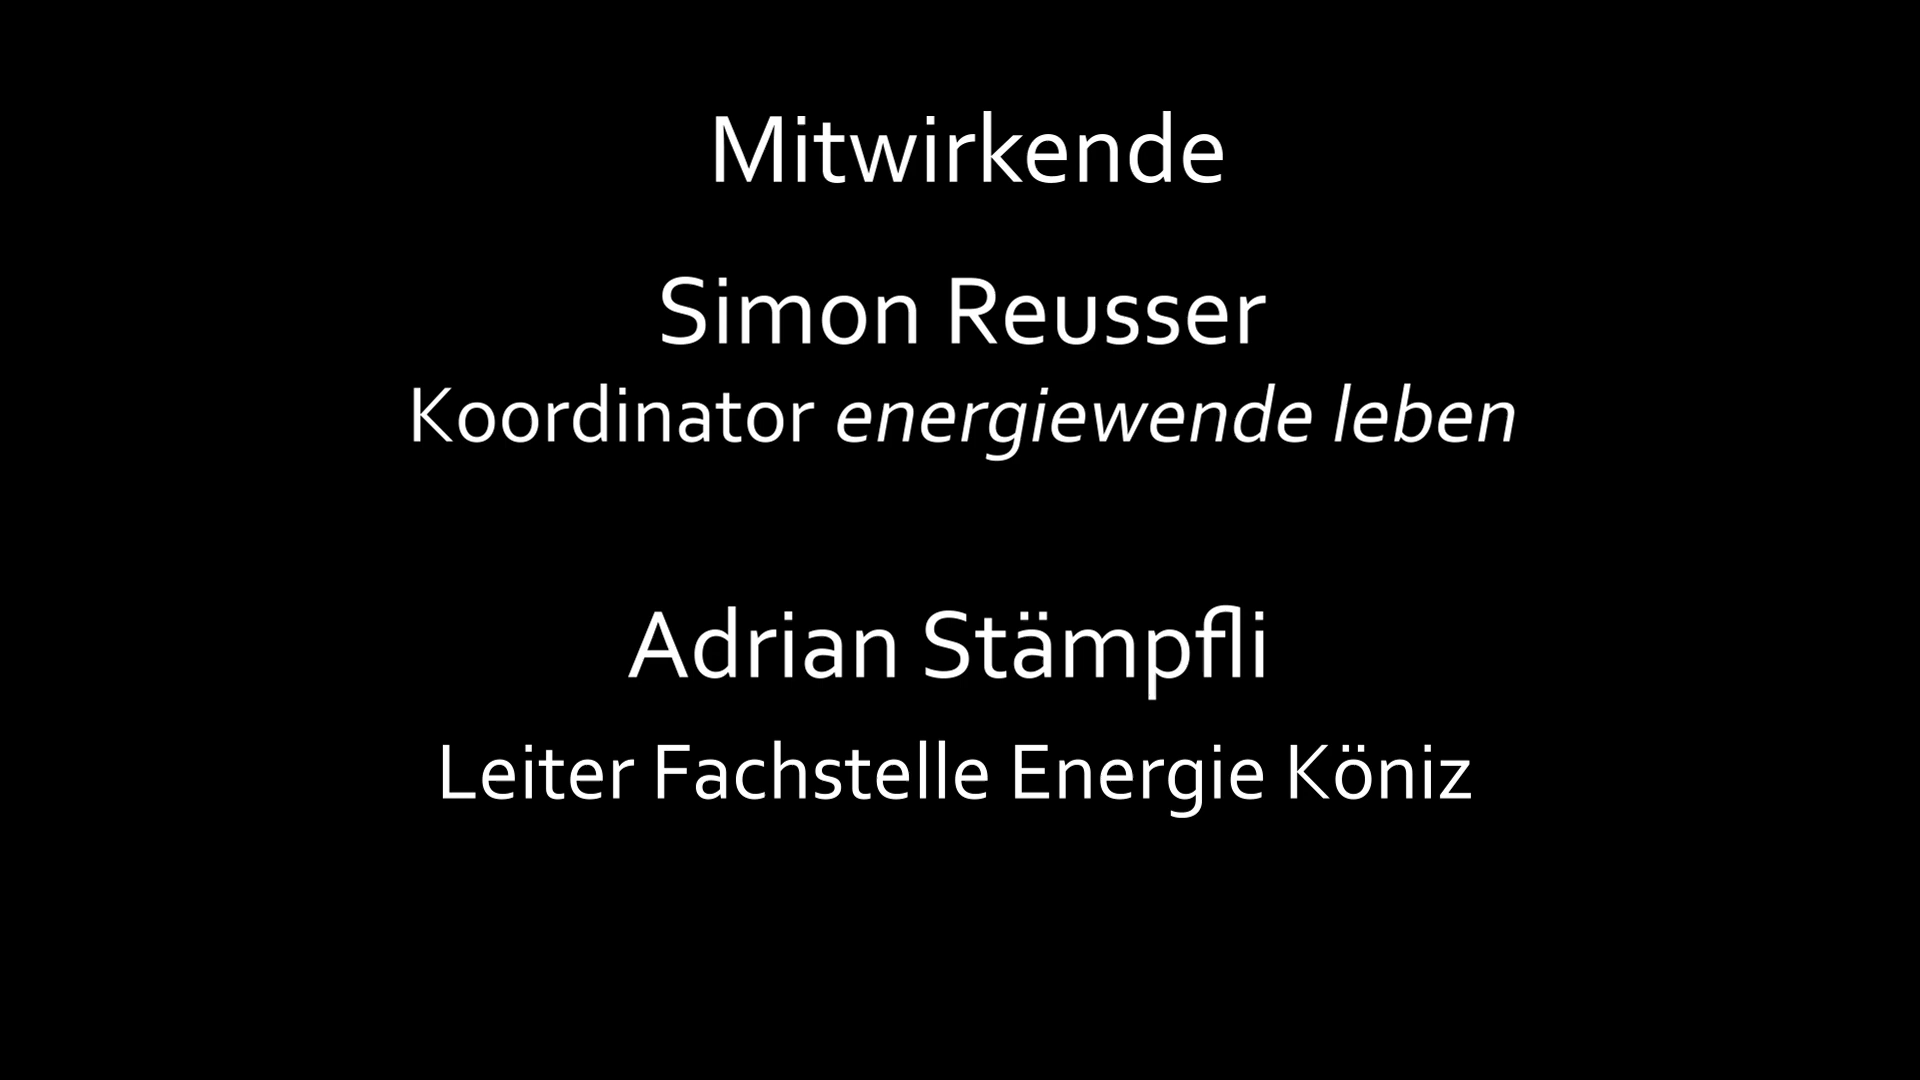 Mitwirkende
Simon Reusser
Koordinator energiewende leben
Adrian Stämpfli
Leiter Fachstelle Energie Köniz